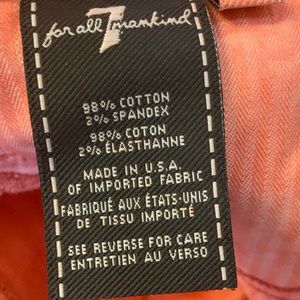 for all 7 mankind
98% COTTON
2% SPANDEX
98% COTON
2% ÉLASTHANNE
MADE IN U.S.A.
OF IMPORTED FABRIC
FABRIQUÉ AUX ÉTATS-UNIS
DE TISSU IMPORTÉ
SEE REVERSE FOR CARE
ENTRETIEN AU VERSO